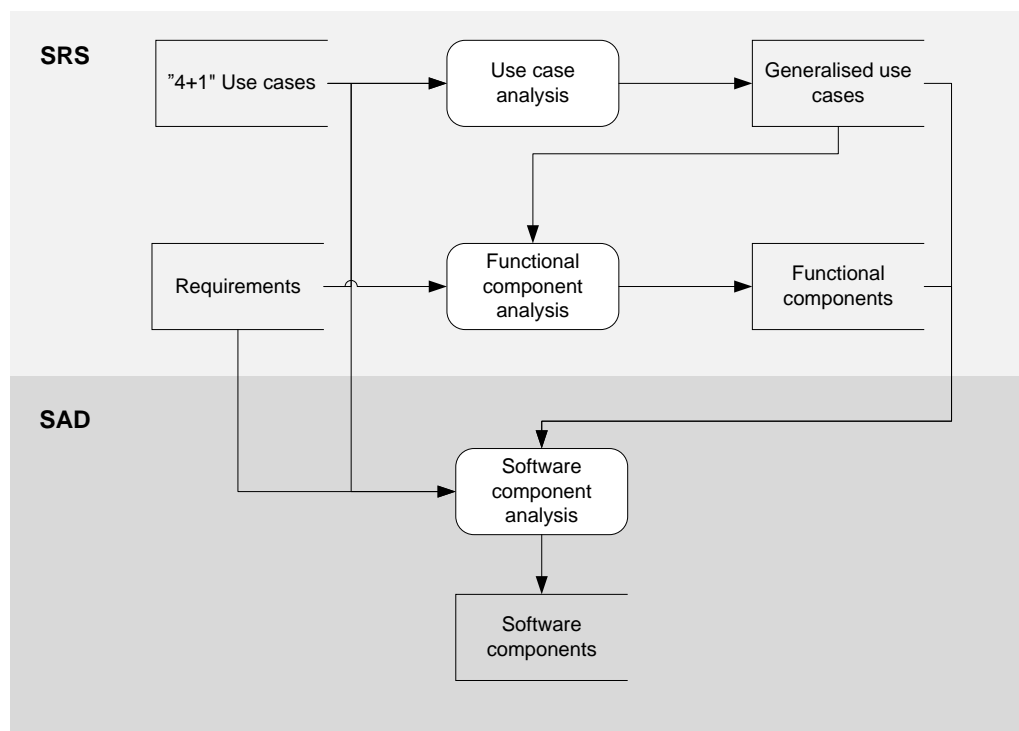 SRS
”4+1" Use cases
Use case
analysis
Generalised use
cases
Requirements
Functional
component
analysis
Functional
components
SAD
Software
component
analysis
Software
components